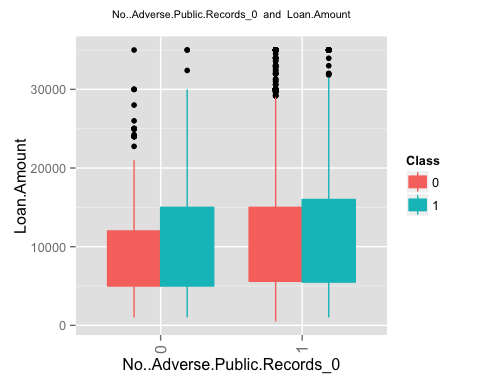 No..Adverse.Public.Records_0 and Loan.Amount
Loan.Amount
30000
20000
10000
0
0
1
No..Adverse.Public.Records_0
Class
0
1